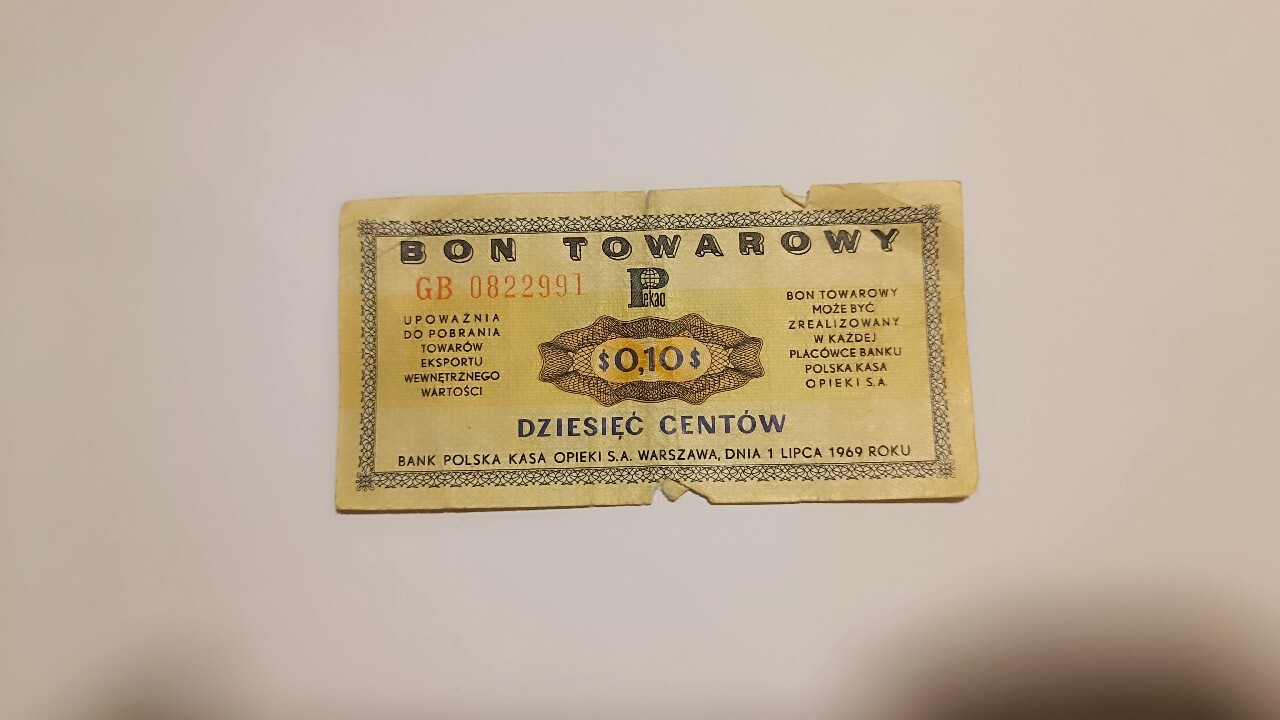 BON TOWAROWY
GB 0822991
Pekao
UPOWAŻNIA
DO POBRANIA
TOWARÓW
EKSPORTU
WEWNĘTRZNEGO
WARTOŚCI
$0,10$
BON TOWAROWY
MOŻE BYĆ
ZREALIZOWANY
W KAŻDEJ
PLACÓWCE BANKU
POLSKA KASA
OPIEKI S.A.
DZIESIĘĆ CENTÓW
BANK POLSKA KASA OPIEKI S.A. WARSZAWA, DNIA 1 LIPCA 1969 ROKU